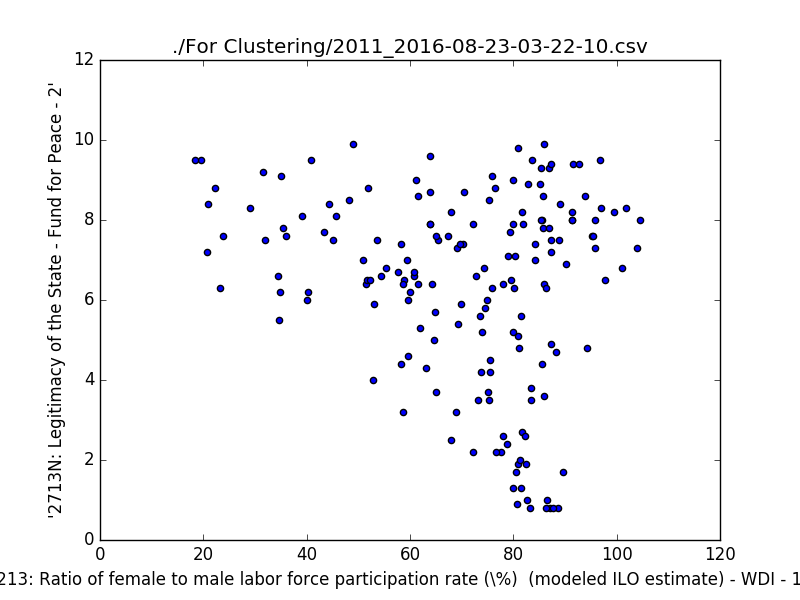 ./For Clustering/2011_2016-08-23-03-22-10.csv
12
10
8
6
4
2
0
'2713N: Legitimacy of the State - Fund for Peace - 2'
0 20 40 60 80 100 120
213: Ratio of female to male labor force participation rate (\%)  (modeled ILO estimate) - WDI - 1